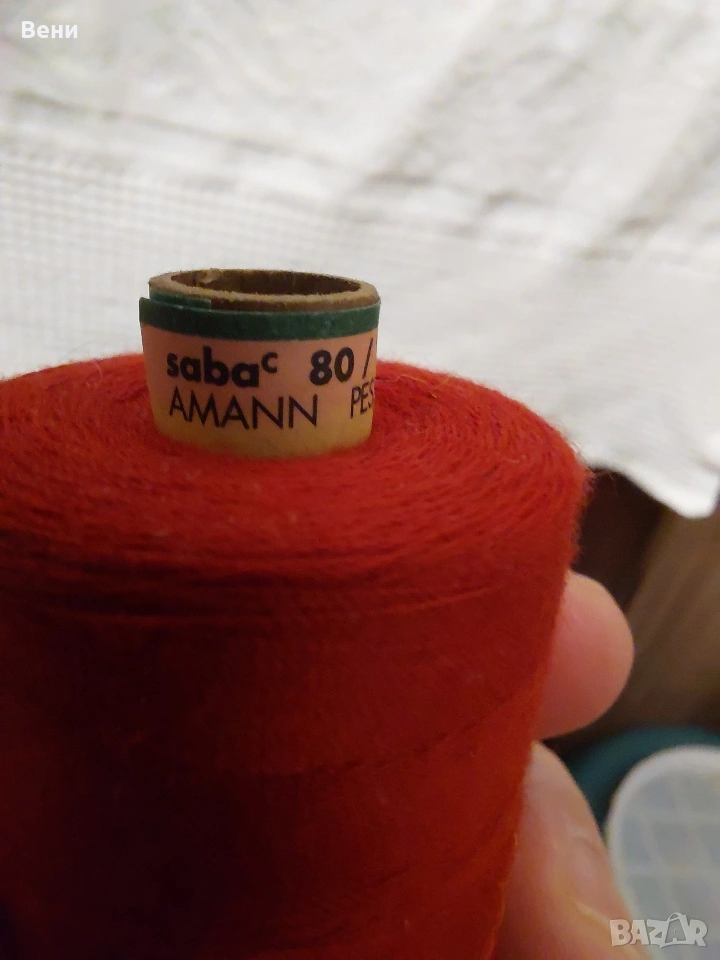 Вени
saba^c 80 /
AMANN PES
BAZAR